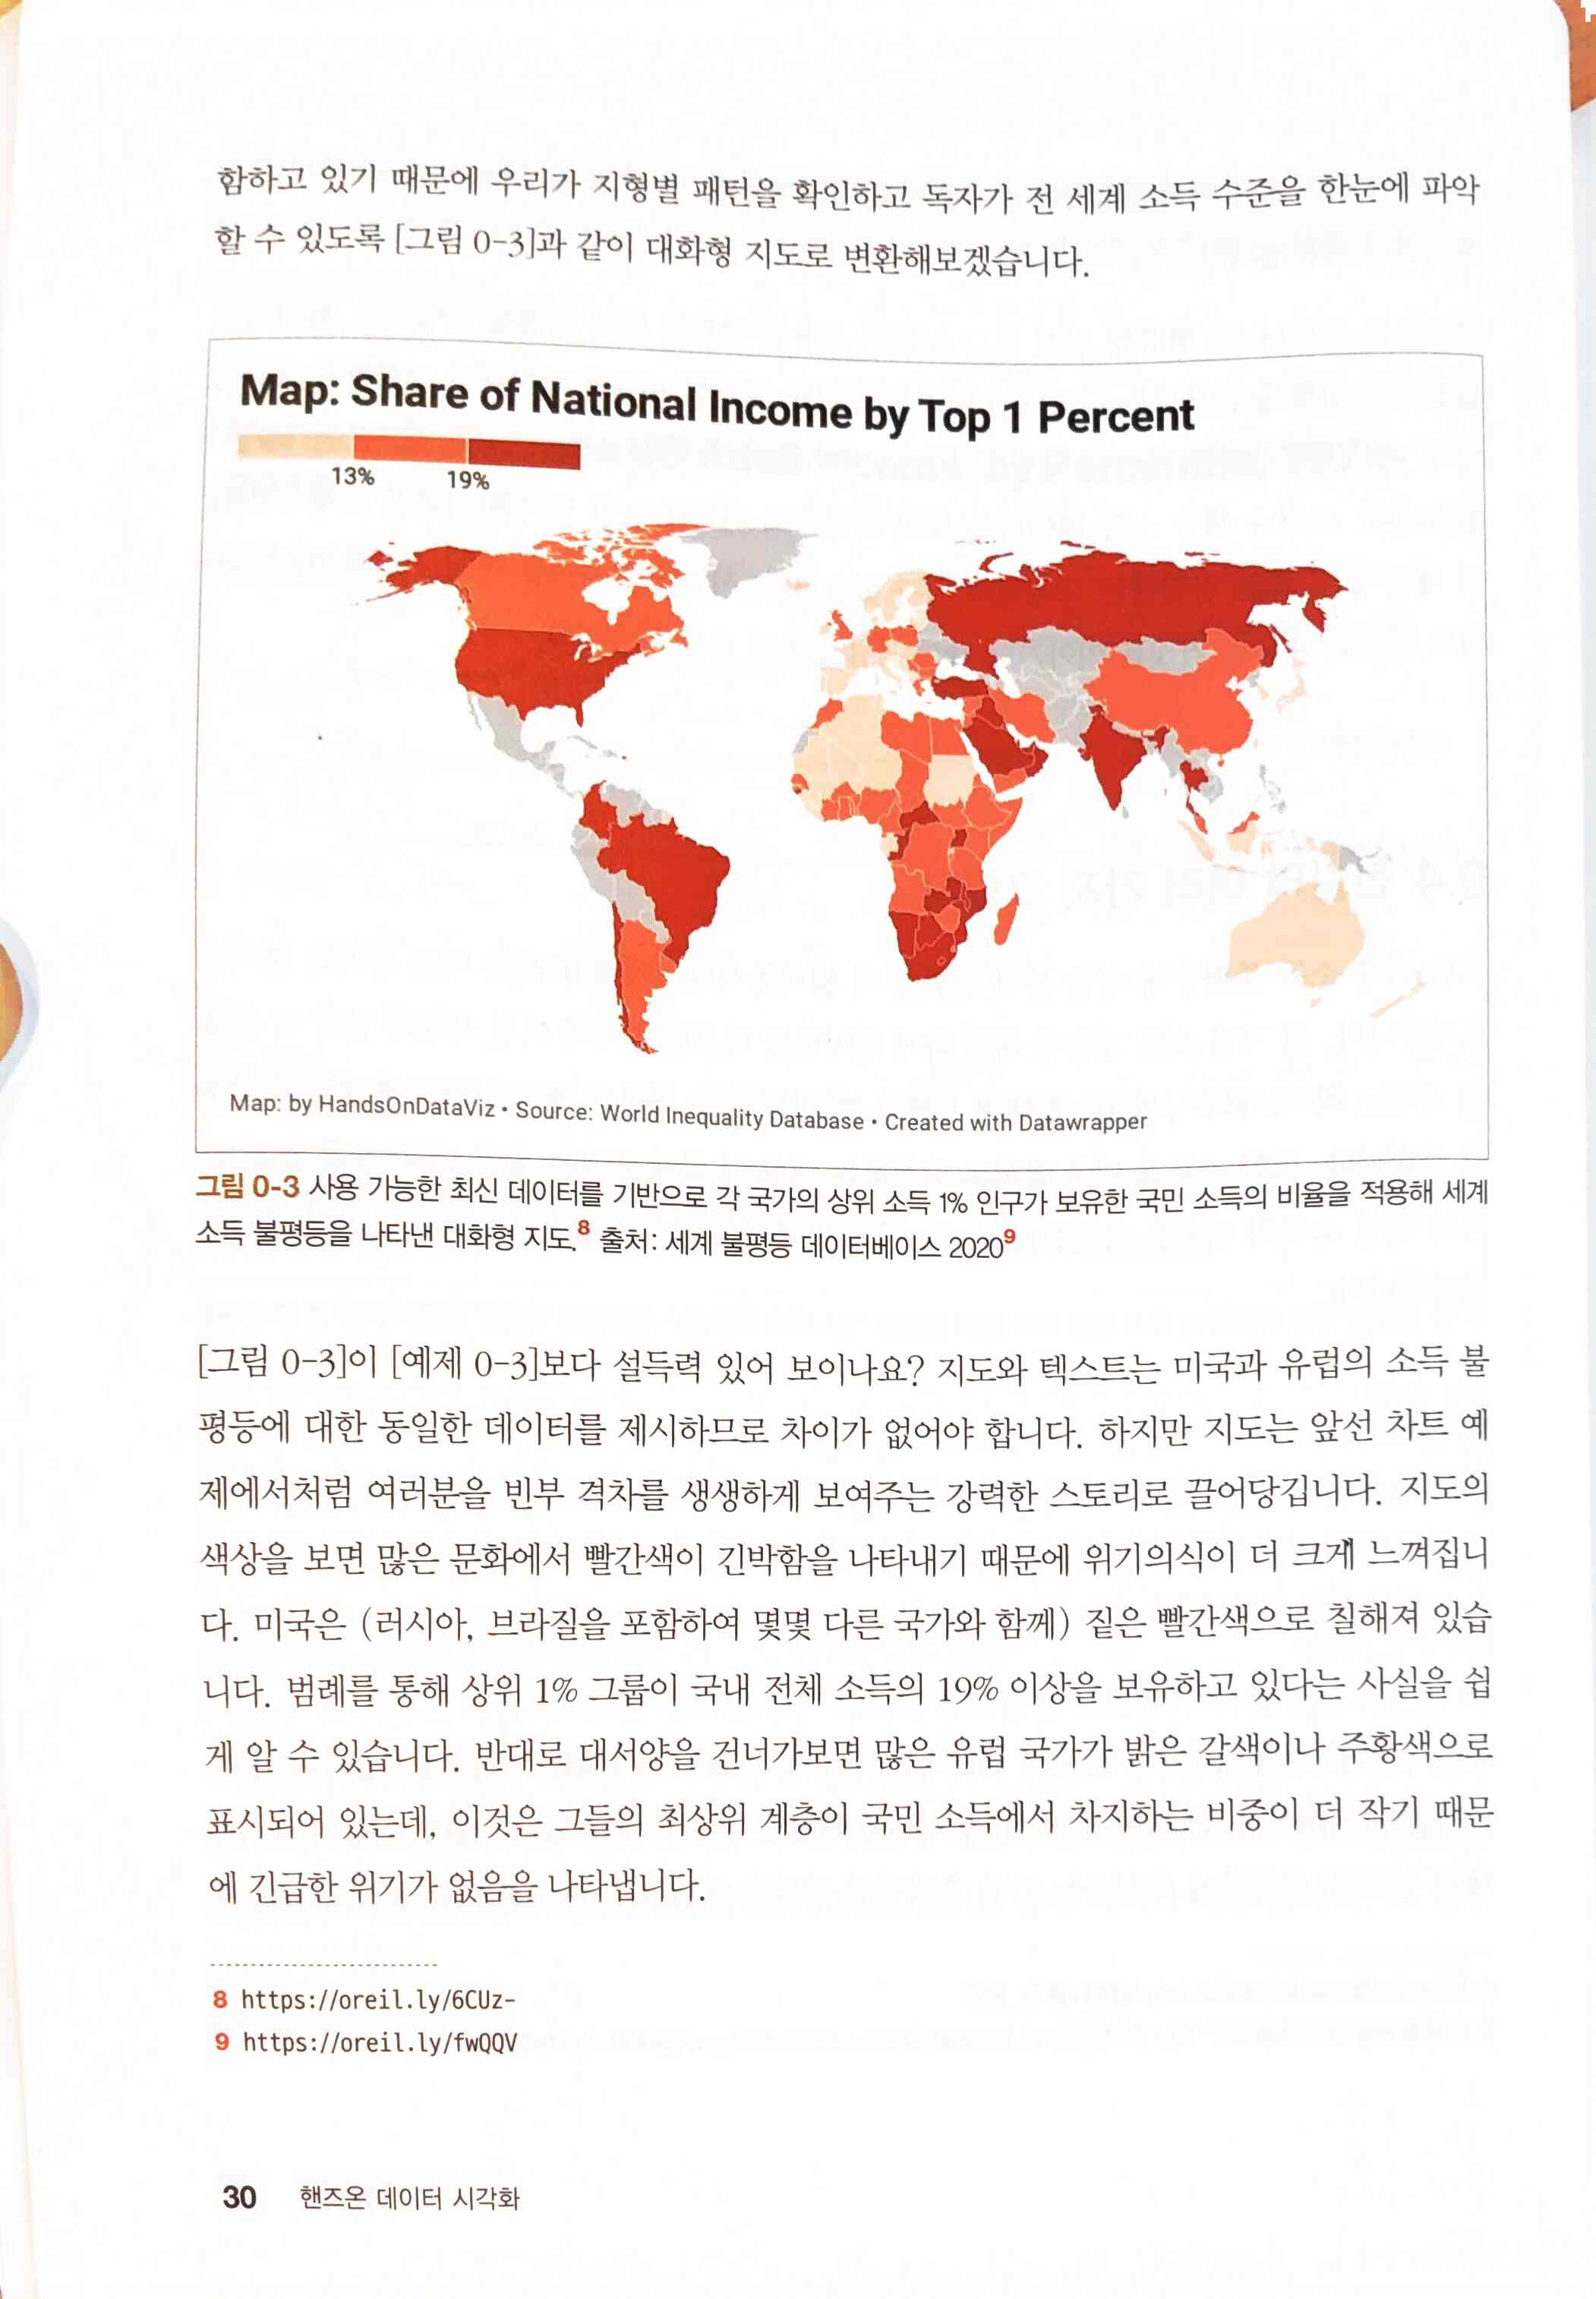 함하고 있기 때문에 우리가 지형별 패턴을 확인하고 독자가 전 세계 소득 수준을 한눈에 파악
할 수 있도록 [그림 0-3]과 같이 대화형 지도로 변환해보겠습니다.
Map: Share of National Income by Top 1 Percent
13% 19%
Map: by HandsOnDataViz • Source: World Inequality Database • Created with Datawrapper
그림 0-3 사용 가능한 최신 데이터를 기반으로 각 국가의 상위 소득 1% 인구가 보유한 국민 소득의 비율을 적용해 세계
소득 불평등을 나타낸 대화형 지도.8 출처: 세계 불평등 데이터베이스 20209
[그림 0-3]이 [예제 0-3]보다 설득력 있어 보이나요? 지도와 텍스트는 미국과 유럽의 소득 불
평등에 대한 동일한 데이터를 제시하므로 차이가 없어야 합니다. 하지만 지도는 앞선 차트 예
제에서처럼 여러분을 빈부 격차를 생생하게 보여주는 강력한 스토리로 끌어당깁니다. 지도의
색상을 보면 많은 문화에서 빨간색이 긴박함을 나타내기 때문에 위기의식이 더 크게 느껴집니
다. 미국은 (러시아, 브라질을 포함하여 몇몇 다른 국가와 함께) 짙은 빨간색으로 칠해져 있습
니다. 범례를 통해 상위 1% 그룹이 국내 전체 소득의 19% 이상을 보유하고 있다는 사실을 쉽
게 알 수 있습니다. 반대로 대서양을 건너가보면 많은 유럽 국가가 밝은 갈색이나 주황색으로
표시되어 있는데, 이것은 그들의 최상위 계층이 국민 소득에서 차지하는 비중이 더 작기 때문
에 긴급한 위기가 없음을 나타냅니다.
8 https://oreil.ly/6CUz-
9 https://oreil.ly/fwQQV
30 핸즈온 데이터 시각화